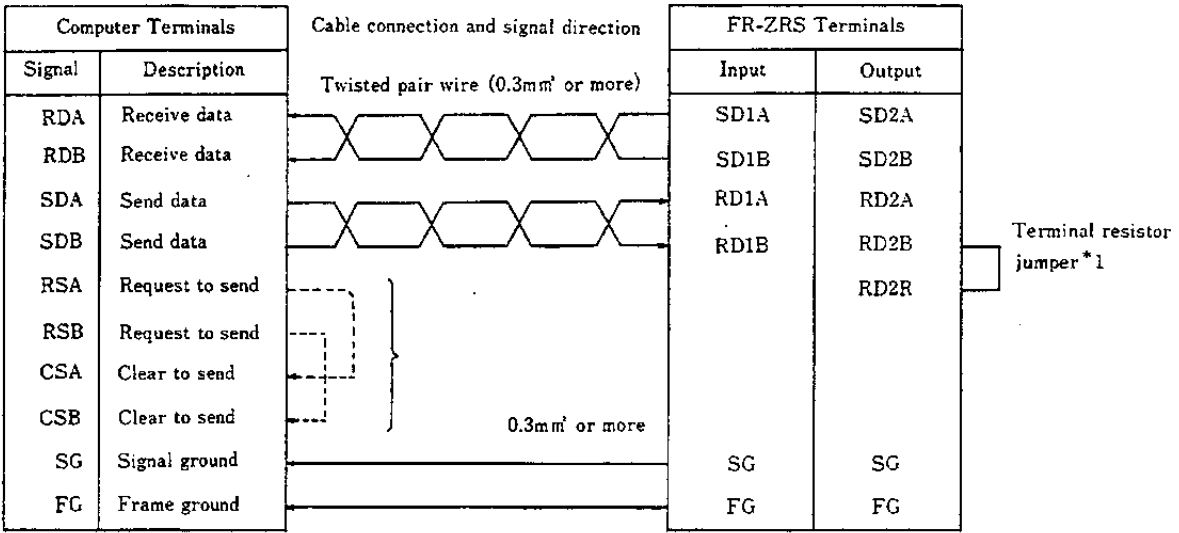 Computer Terminals
Cable connection and signal direction
FR-ZRS Terminals
Signal Description
Input Output
Twisted pair wire (0.3mm² or more)
RDA Receive data SD1A SD2A
RDB Receive data SD1B SD2B
SDA Send data RD1A RD2A
SDB Send data RD1B RD2B
Terminal resistor
jumper*1
RSA Request to send RD2R
RSB Request to send
CSA Clear to send
CSB Clear to send
0.3mm² or more
SG Signal ground SG SG
FG Frame ground FG FG